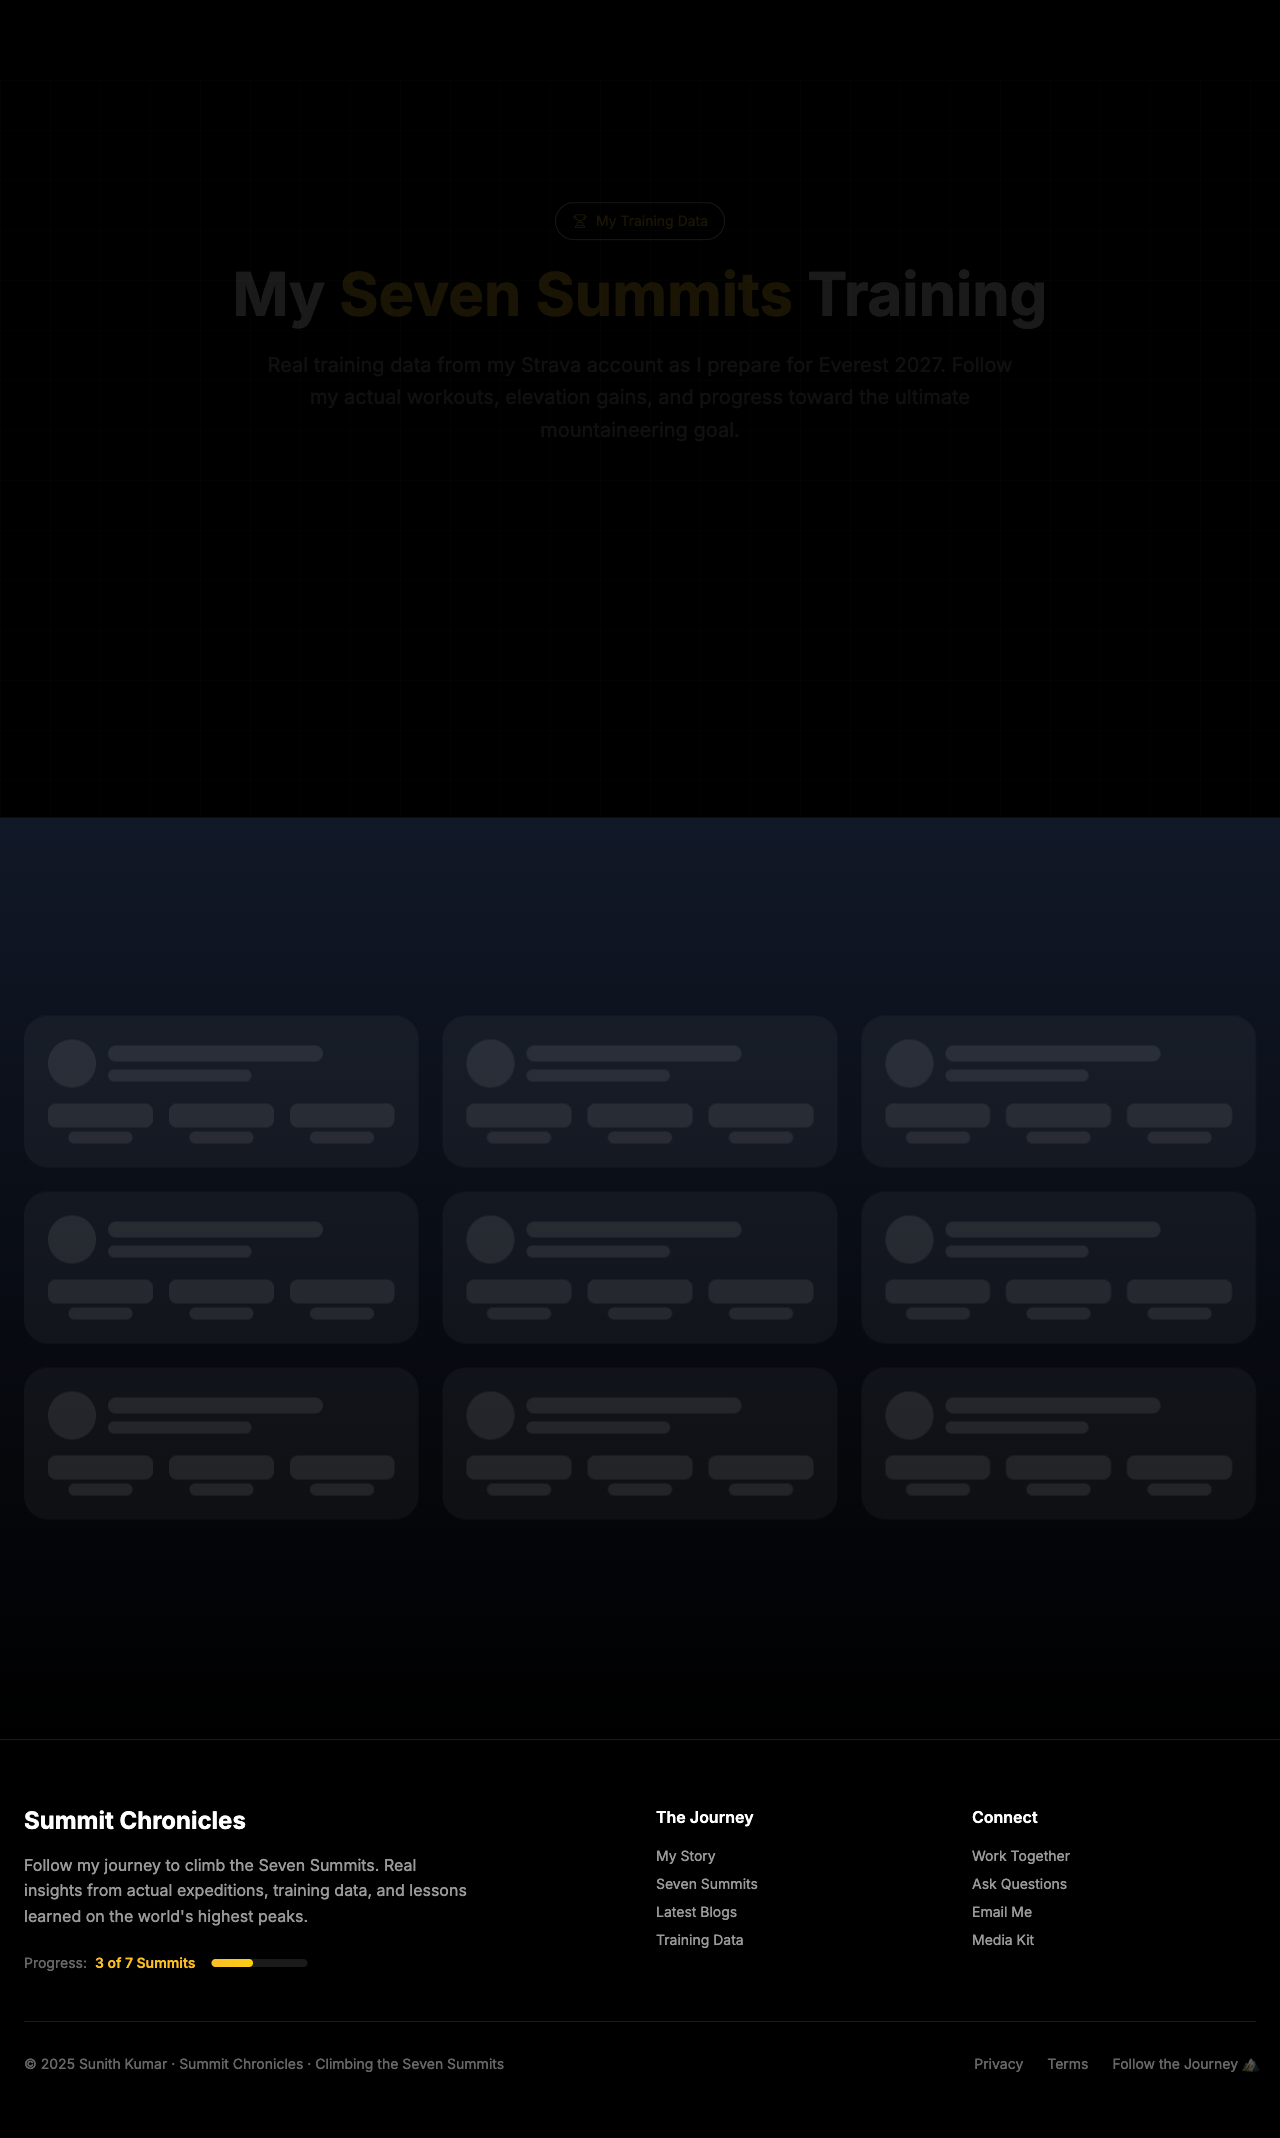 My Training Data
My Seven Summits Training
Real training data from my Strava account as I prepare for Everest 2027. Follow
my actual workouts, elevation gains, and progress toward the ultimate
mountaineering goal.
Summit Chronicles
Follow my journey to climb the Seven Summits. Real
insights from actual expeditions, training data, and lessons
learned on the world's highest peaks.
Progress: 3 of 7 Summits
The Journey
My Story
Seven Summits
Latest Blogs
Training Data
Connect
Work Together
Ask Questions
Email Me
Media Kit
© 2025 Sunith Kumar · Summit Chronicles · Climbing the Seven Summits
Privacy Terms Follow the Journey